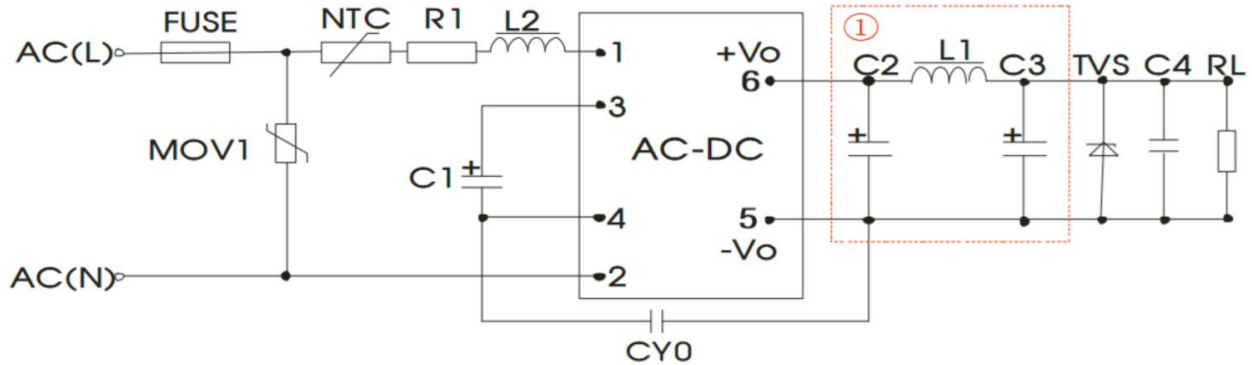 FUSE NTC R1 L2
AC(L)
1
3
MOV1
C1
+
4
AC(N)
2
AC-DC
+Vo
6
5
-Vo
①
C2 L1 C3 TVS C4 RL
+ +
CY0